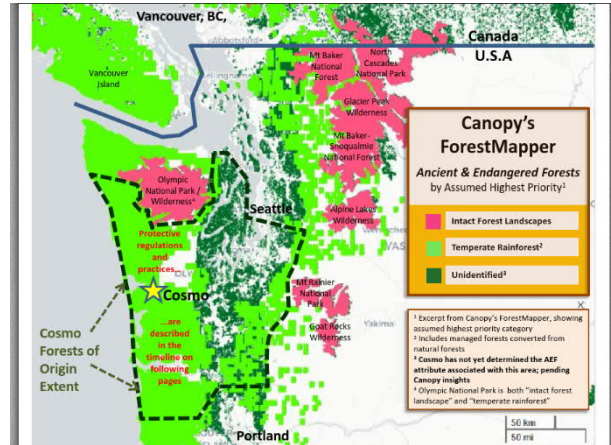 Vancouver, BC,
Abbotsford
Canada
U.S.A
Vancouver
Island
Mt Baker
National
Forest
North
Cascades
National Park
Glacier Peak
Wilderness
Mt Baker-
Snoqualmie
National Forest
Olympic
National Park /
Wilderness⁴
Seattle
Alpine Lakes
Wilderness
Protective
regulations
and
practices...
Cosmo
...are
described in
the timeline
on following
pages
Mt Rainier
National
Park
Goat Rocks
Wilderness
Yakima
Cosmo
Forests of
Origin
Extent
Portland
Canopy's
ForestMapper
Ancient & Endangered Forests
by Assumed Highest Priority¹
Intact Forest Landscapes
Temperate Rainforest²
Unidentified³
¹ Excerpt from Canopy's ForestMapper, showing
assumed highest priority category
² Includes managed forests converted from
natural forests
³ Cosmo has not yet determined the AEF
attribute associated with this area; pending
Canopy insights
⁴ Olympic National Park is both "intact forest
landscape" and "temperate rainforest"
50 km
50 mi